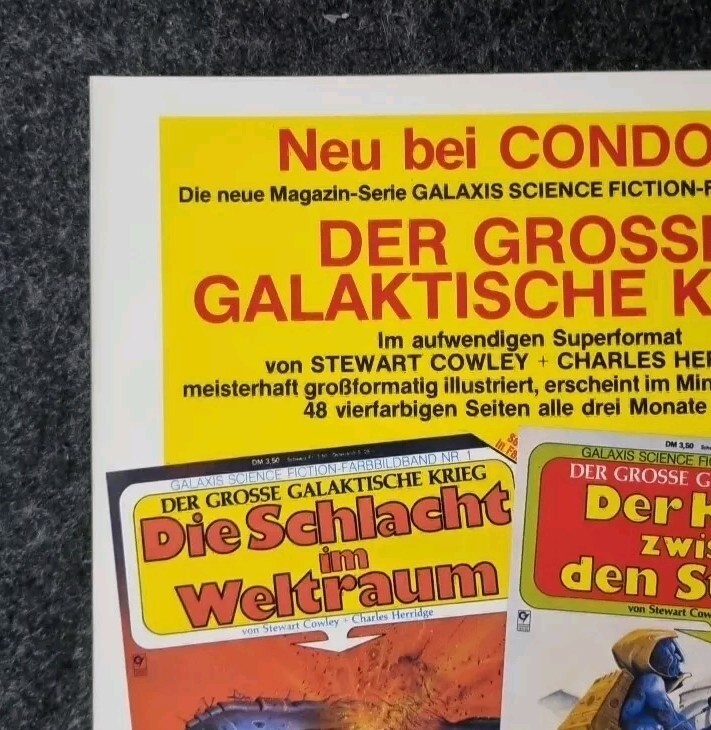 Neu bei CONDO
Die neue Magazin-Serie GALAXIS SCIENCE FICTION-F
DER GROSS
GALAKTISCHE K
Im aufwendigen Superformat
von STEWART COWLEY + CHARLES HER
meisterhaft großformatig illustriert, erscheint im Min
48 vierfarbigen Seiten alle drei Monate
DM 3,50
GALAXIS SCIENCE FICTION-FARBBILDBAND NR. 1
DER GROSSE GALAKTISCHE KRIEG
Die Schlacht
im
Weltraum
von Stewart Cowley + Charles Herridge
DM 3,50
GALAXIS SCIENCE FIC
DER GROSSE G
Der K
zwis
den St
von Stewart Cow